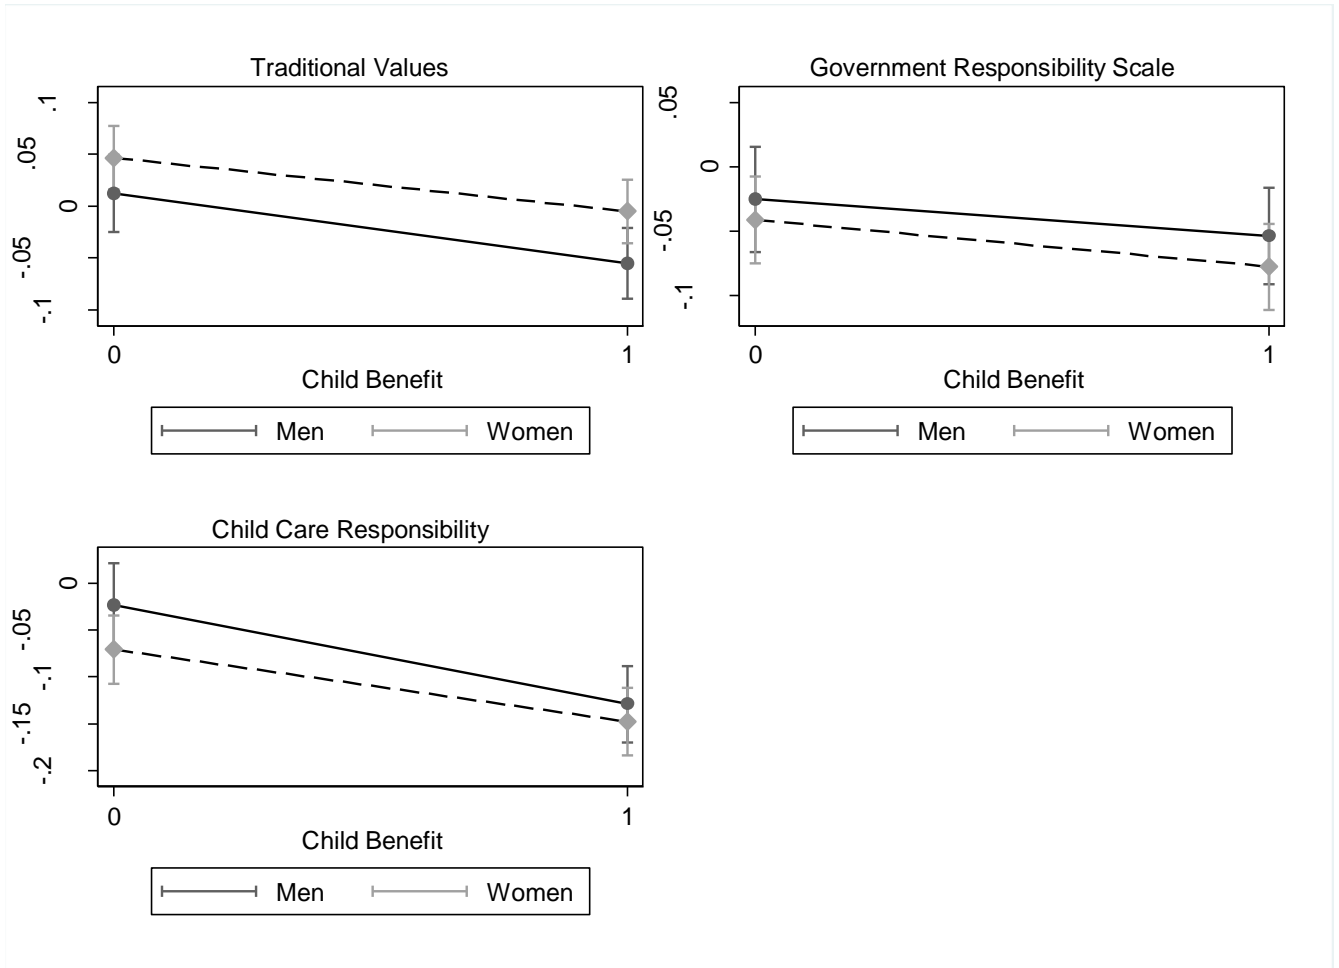 Traditional Values
.1
.05
0
-.05
-.1
0 1
Child Benefit
Men Women
Government Responsibility Scale
.05
0
-.05
-.1
0 1
Child Benefit
Men Women
Child Care Responsibility
0
-.05
-.1
-.15
-.2
0 1
Child Benefit
Men Women